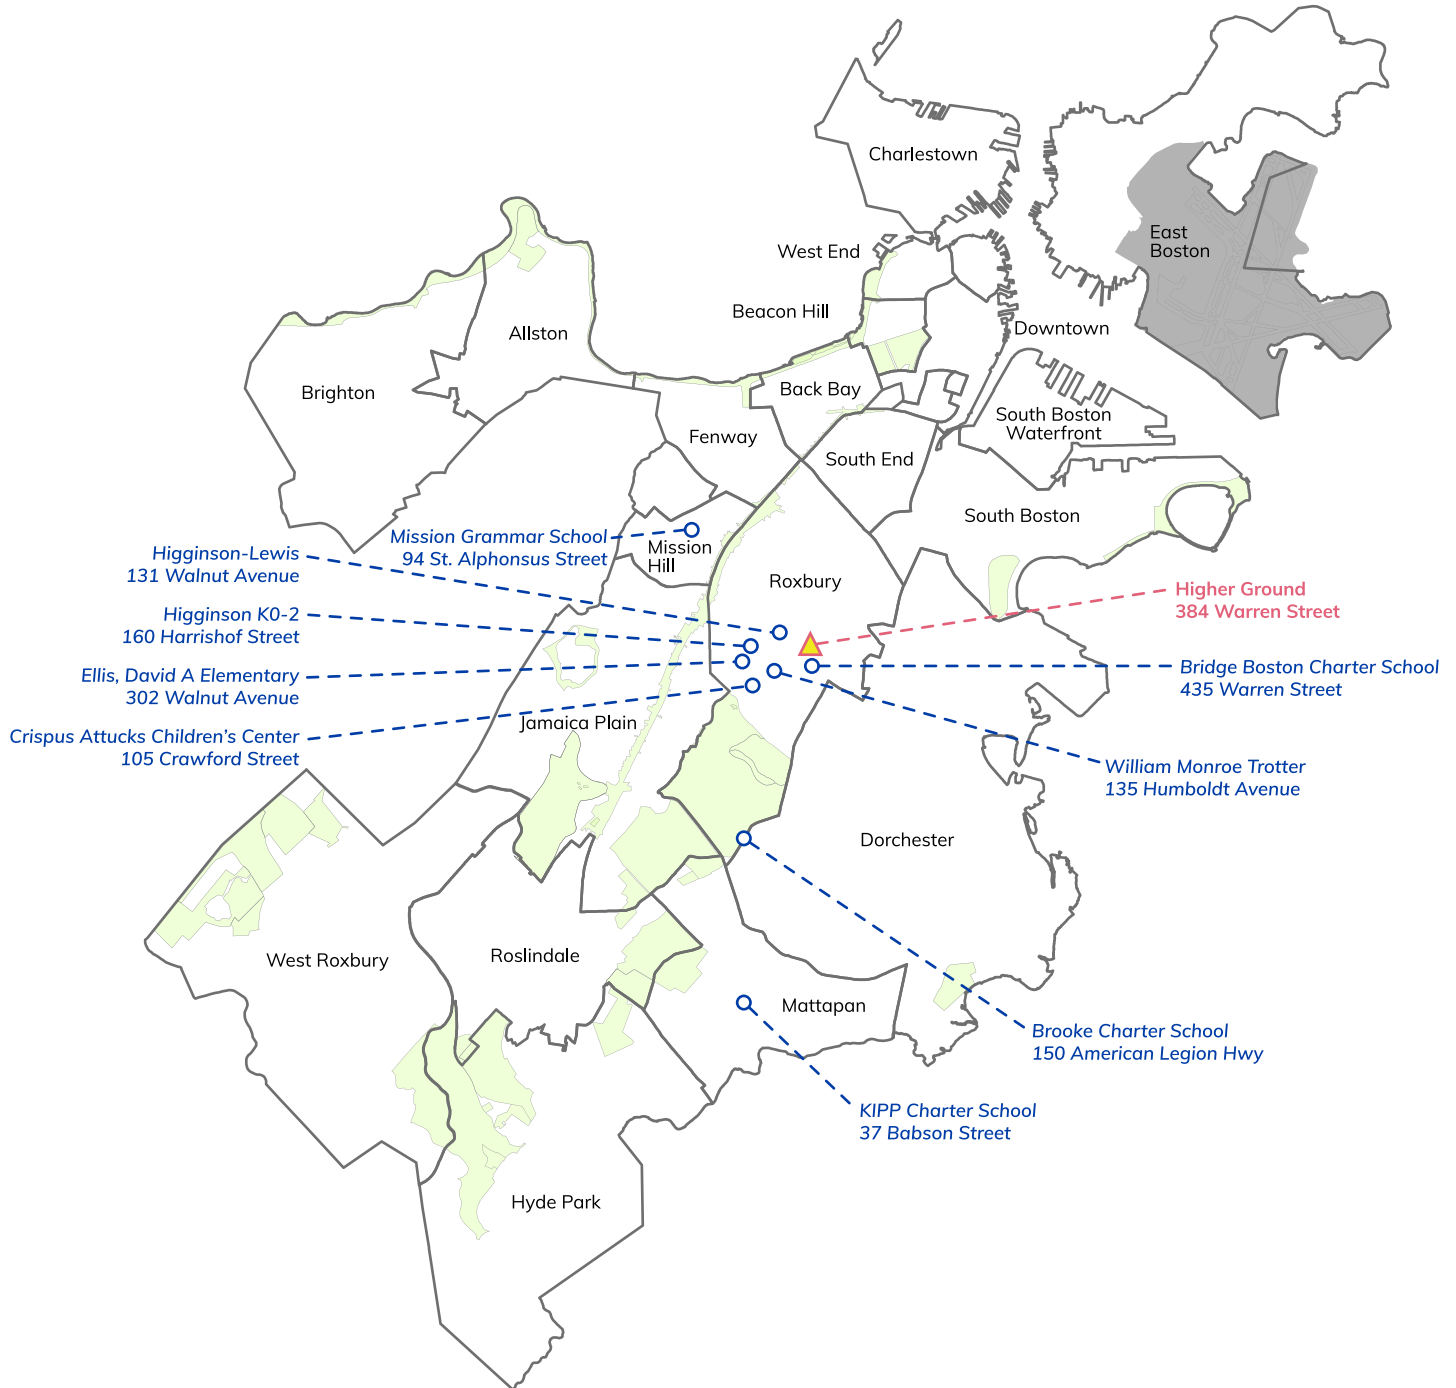 Charlestown
East
Boston
West End
Beacon Hill
Downtown
Allston
Brighton
Back Bay
South Boston
Waterfront
Fenway
South End
South Boston
Mission Grammar School
94 St. Alphonsus Street
Mission
Hill
Higginson-Lewis
131 Walnut Avenue
Roxbury
Higher Ground
384 Warren Street
Higginson K0-2
160 Harrishof Street
Ellis, David A Elementary
302 Walnut Avenue
Bridge Boston Charter School
435 Warren Street
Jamaica Plain
Crispus Attucks Children’s Center
105 Crawford Street
William Monroe Trotter
135 Humboldt Avenue
Dorchester
West Roxbury
Roslindale
Mattapan
Brooke Charter School
150 American Legion Hwy
KIPP Charter School
37 Babson Street
Hyde Park